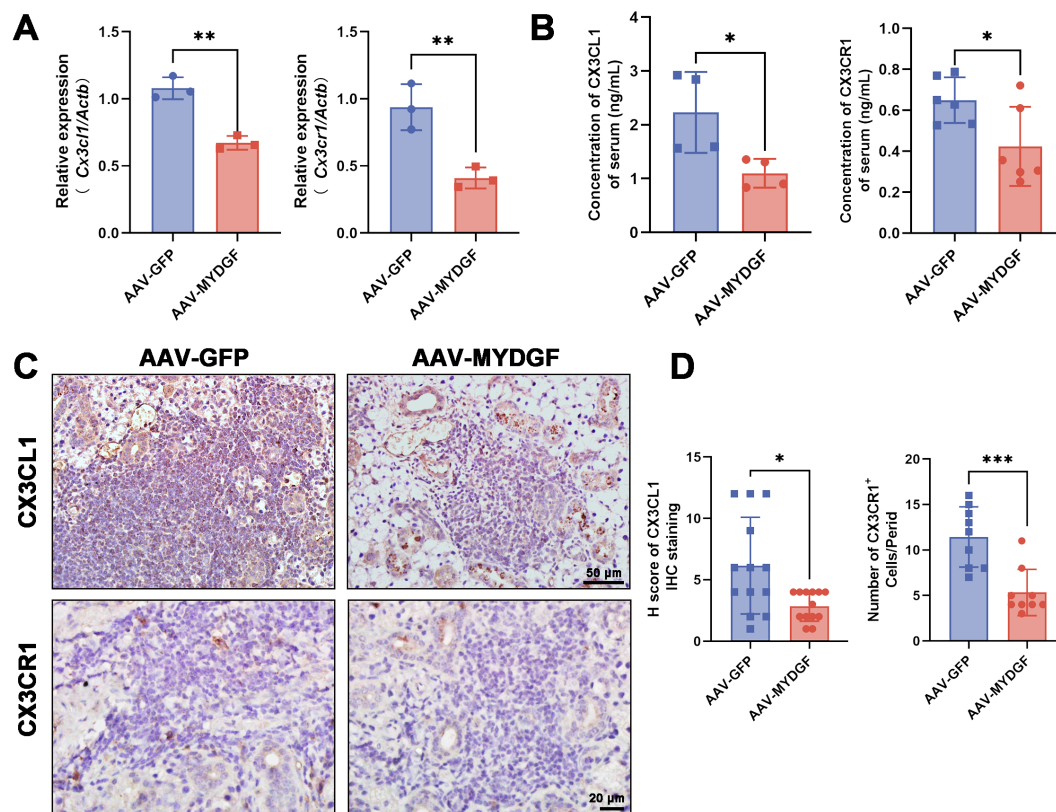 A
Relative expression
( Cx3cl1/Actb)
1.5
1.0
0.5
0.0
**
AAV-GFP
AAV-MYDGF
Relative expression
( Cx3cr1/Actb)
1.5
1.0
0.5
0.0
**
AAV-GFP
AAV-MYDGF
B
Concentration of CX3CL1
of serum (ng/mL)
4
3
2
1
0
*
AAV-GFP
AAV-MYDGF
Concentration of CX3CR1
of serum (ng/mL)
1.0
0.8
0.6
0.4
0.2
0.0
*
AAV-GFP
AAV-MYDGF
C
AAV-GFP
AAV-MYDGF
CX3CL1
50 µm
CX3CR1
20 µm
D
H score of CX3CL1
IHC staining
15
10
5
0
*
AAV-GFP
AAV-MYDGF
Number of CX3CR1+
Cells/Perid
20
15
10
5
0
***
AAV-GFP
AAV-MYDGF